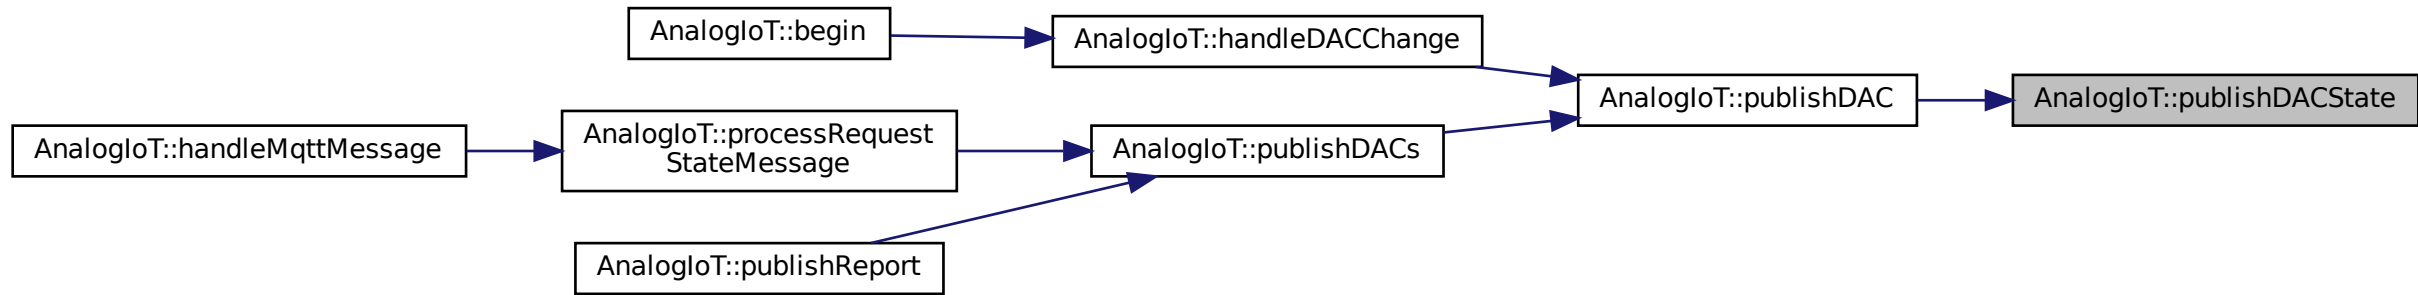 AnalogIoT::begin
AnalogIoT::handleDACChange
AnalogIoT::publishDAC
AnalogIoT::publishDACState
AnalogIoT::handleMqttMessage
AnalogIoT::processRequest
StateMessage
AnalogIoT::publishDACs
AnalogIoT::publishReport